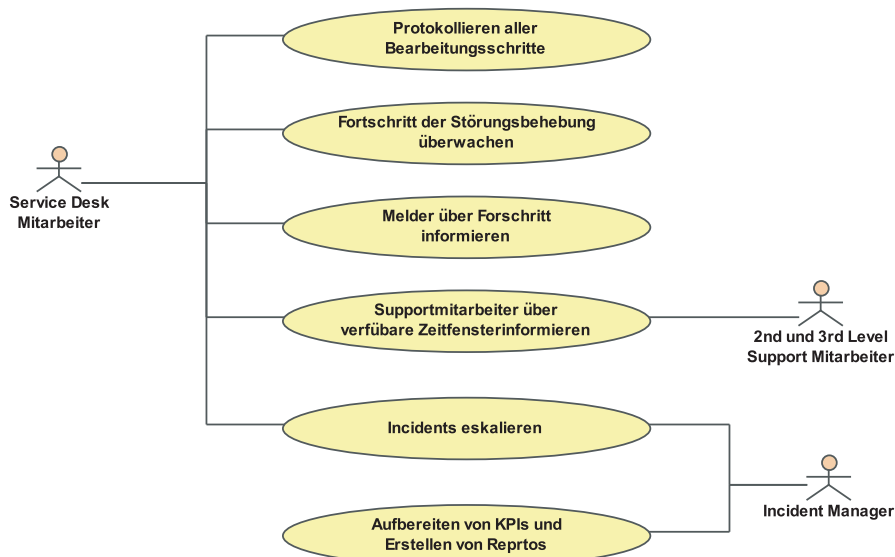 Protokollieren aller
Bearbeitungsschritte
Fortschritt der Störungsbehebung
überwachen
Service Desk
Mitarbeiter
Melder über Forschritt
informieren
Supportmitarbeiter über
verfübare Zeitfensterinformieren
2nd und 3rd Level
Support Mitarbeiter
Incidents eskalieren
Incident Manager
Aufbereiten von KPIs und
Erstellen von Reprtos